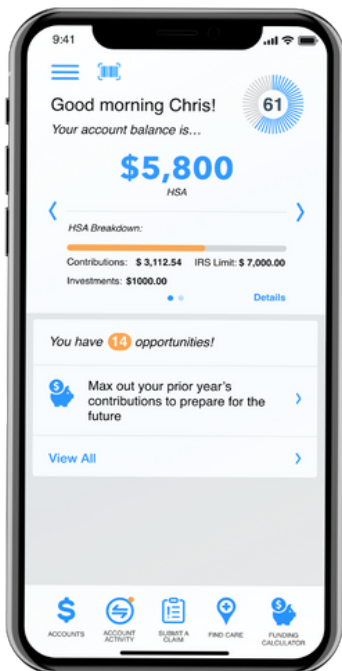 9:41
Good morning Chris!
61
Your account balance is...
$5,800
HSA
HSA Breakdown:
Contributions: $ 3,112.54 IRS Limit: $ 7,000.00
Investments: $1000.00
Details
You have 14 opportunities!
Max out your prior year's
contributions to prepare for the
future
View All
ACCOUNTS
ACCOUNT
ACTIVITY
SUBMIT A
CLAIM
FIND CARE
FUNDING
CALCULATOR